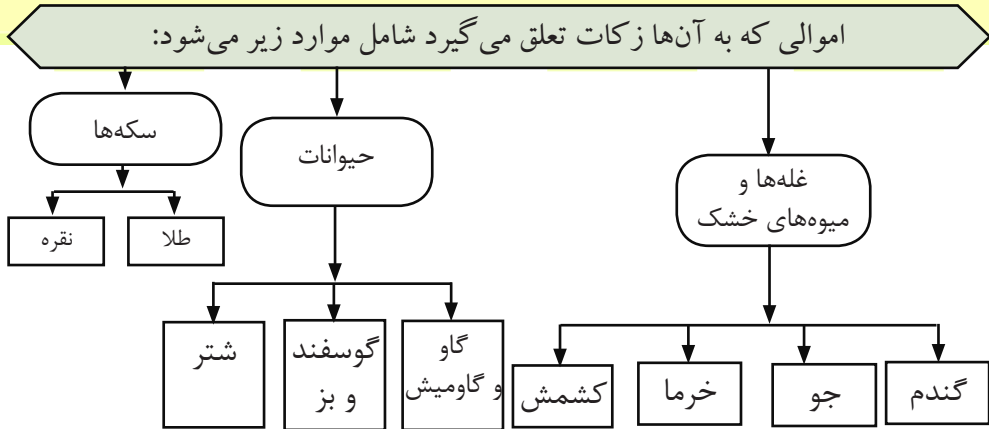 اموالی که به آن‌ها زکات تعلق می‌گیرد شامل موارد زیر می‌شود:
غله‌ها و
میوه‌های خشک
گندم
جو
خرما
کشمش
حیوانات
گاو
و گاومیش
گوسفند
و بز
شتر
سکه‌ها
طلا
نقره